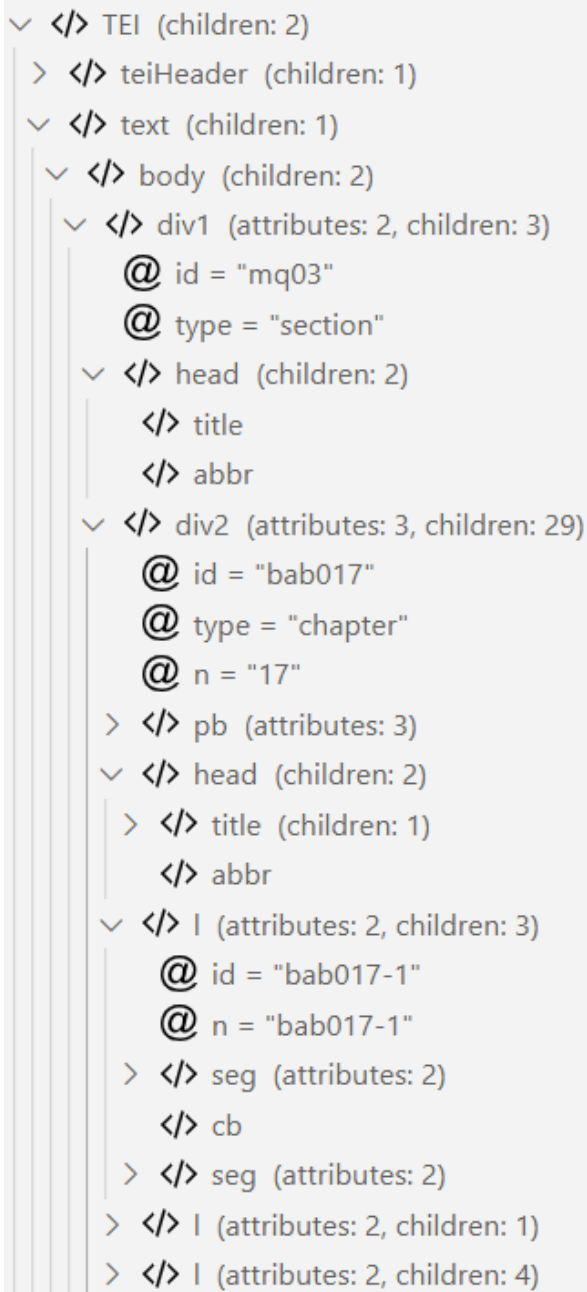 </> TEI (children: 2)
</> teiHeader (children: 1)
</> text (children: 1)
</> body (children: 2)
</> div1 (attributes: 2, children: 3)
@ id = "mq03"
@ type = "section"
</> head (children: 2)
</> title
</> abbr
</> div2 (attributes: 3, children: 29)
@ id = "bab017"
@ type = "chapter"
@ n = "17"
</> pb (attributes: 3)
</> head (children: 2)
</> title (children: 1)
</> abbr
</> l (attributes: 2, children: 3)
@ id = "bab017-1"
@ n = "bab017-1"
</> seg (attributes: 2)
</> cb
</> seg (attributes: 2)
</> l (attributes: 2, children: 1)
</> l (attributes: 2, children: 4)